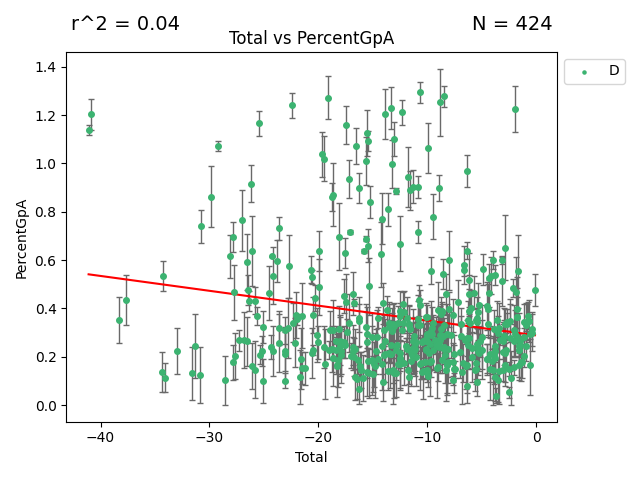 r^2 = 0.04
N = 424
Total vs PercentGpA
D
PercentGpA
1.4
1.2
1.0
0.8
0.6
0.4
0.2
0.0
−40
−30
−20
−10
0
Total